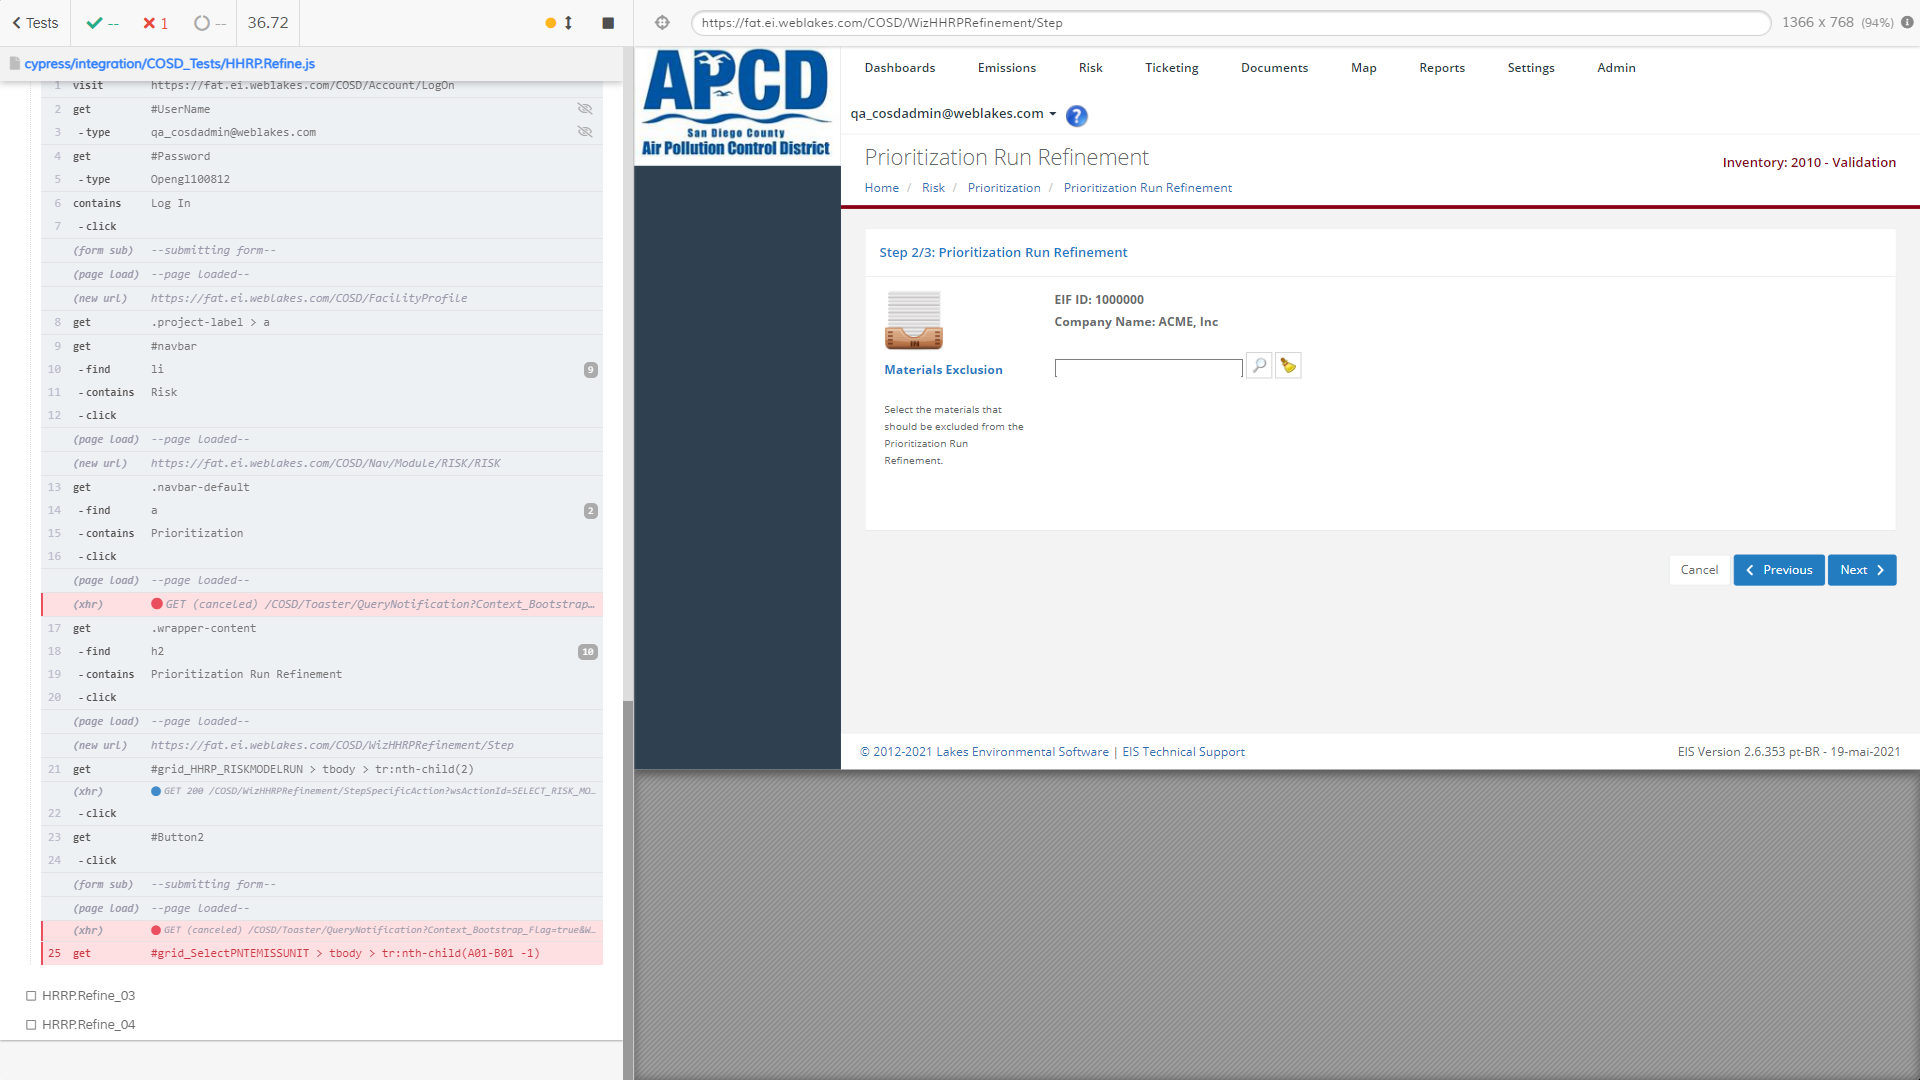 Tests
--
1
--
36.72
https://fat.ei.weblakes.com/COSD/WizHHRPRefinement/Step
1366 x 768 (94%)
cypress/integration/COSD_Tests/HHRP.Refine.js
1 visit https://fat.ei.weblakes.com/COSD/Account/LogOn
2 get #UserName
3 - type qa_cosdadmin@weblakes.com
4 get #Password
5 - type Opengl100812
6 contains Log In
7 - click
(form sub) --submitting form--
(page load) --page loaded--
(new url) https://fat.ei.weblakes.com/COSD/FacilityProfile
8 get .project-label > a
9 get #navbar
10 - find li 9
11 - contains Risk
12 - click
(page load) --page loaded--
(new url) https://fat.ei.weblakes.com/COSD/Nav/Module/RISK/RISK
13 get .navbar-default
14 - find a 2
15 - contains Prioritization
16 - click
(page load) --page loaded--
(xhr) GET (canceled) /COSD/Toaster/QueryNotification?Context_Bootstrap…
17 get .wrapper-content
18 - find h2 10
19 - contains Prioritization Run Refinement
20 - click
(page load) --page loaded--
(new url) https://fat.ei.weblakes.com/COSD/WizHHRPRefinement/Step
21 get #grid_HHRP_RISKMODELRUN > tbody > tr:nth-child(2)
(xhr) GET 200 /COSD/WizHHRPRefinement/StepSpecificAction?wsActionId=SELECT_RISK_MO…
22 - click
23 get #Button2
24 - click
(form sub) --submitting form--
(page load) --page loaded--
(xhr) GET (canceled) /COSD/Toaster/QueryNotification?Context_Bootstrap_Flag=true&W…
25 get #grid_SelectPNTEMISSUNIT > tbody > tr:nth-child(A01-B01 -1)
HRRP.Refine_03
HRRP.Refine_04
APCD
San Diego County
Air Pollution Control District
Dashboards Emissions Risk Ticketing Documents Map Reports Settings Admin
qa_cosdadmin@weblakes.com ?
Prioritization Run Refinement
Inventory: 2010 - Validation
Home / Risk / Prioritization / Prioritization Run Refinement
Step 2/3: Prioritization Run Refinement
IN
EIF ID: 1000000
Company Name: ACME, Inc
Materials Exclusion
Select the materials that
should be excluded from the
Prioritization Run
Refinement.
Cancel Previous Next
© 2012-2021 Lakes Environmental Software | EIS Technical Support
EIS Version 2.6.353 pt-BR - 19-mai-2021